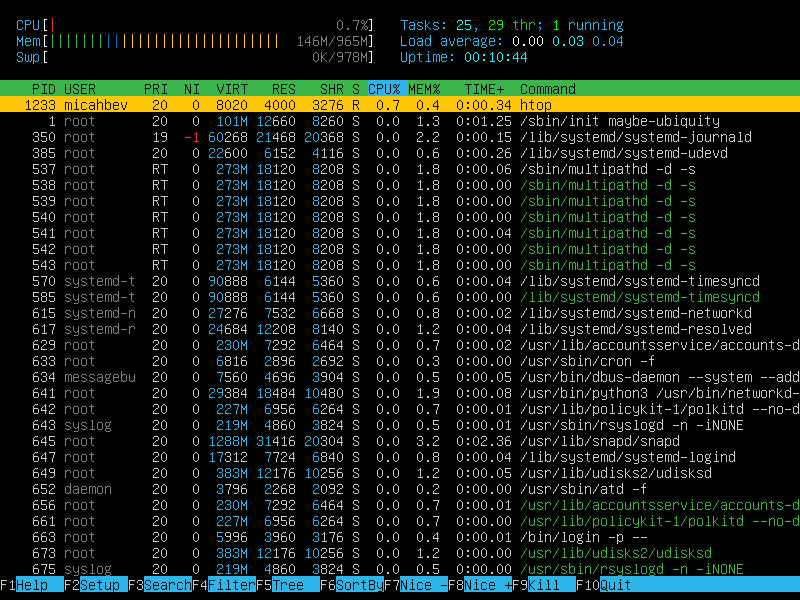 CPU[| 0.7%] Tasks: 25, 29 thr; 1 running
Mem[||||||||||||||||||||||||||||| 146M/965M] Load average: 0.00 0.03 0.04
Swp[ 0K/978M] Uptime: 00:10:44
PID USER PRI NI VIRT RES SHR S CPU% MEM% TIME+ Command
1233 micahbev 20 0 8020 4000 3276 R 0.7 0.4 0:00.34 htop
1 root 20 0 101M 12660 8260 S 0.0 1.3 0:01.25 /sbin/init maybe-ubiquity
350 root 19 -1 60268 21468 20368 S 0.0 2.2 0:00.15 /lib/systemd/systemd-journald
385 root 20 0 22600 6152 4116 S 0.0 0.6 0:00.26 /lib/systemd/systemd-udevd
537 root RT 0 273M 18120 8208 S 0.0 1.8 0:00.06 /sbin/multipathd -d -s
538 root RT 0 273M 18120 8208 S 0.0 1.8 0:00.00 /sbin/multipathd -d -s
539 root RT 0 273M 18120 8208 S 0.0 1.8 0:00.00 /sbin/multipathd -d -s
540 root RT 0 273M 18120 8208 S 0.0 1.8 0:00.00 /sbin/multipathd -d -s
541 root RT 0 273M 18120 8208 S 0.0 1.8 0:00.04 /sbin/multipathd -d -s
542 root RT 0 273M 18120 8208 S 0.0 1.8 0:00.00 /sbin/multipathd -d -s
543 root RT 0 273M 18120 8208 S 0.0 1.8 0:00.00 /sbin/multipathd -d -s
570 systemd-t 20 0 90888 6144 5360 S 0.0 0.6 0:00.04 /lib/systemd/systemd-timesyncd
585 systemd-t 20 0 90888 6144 5360 S 0.0 0.6 0:00.00 /lib/systemd/systemd-timesyncd
615 systemd-n 20 0 27276 7532 6668 S 0.0 0.8 0:00.02 /lib/systemd/systemd-networkd
617 systemd-r 20 0 24684 12208 8140 S 0.0 1.2 0:00.04 /lib/systemd/systemd-resolved
629 root 20 0 230M 7292 6464 S 0.0 0.7 0:00.02 /usr/lib/accountsservice/accounts-d
633 root 20 0 6816 2896 2692 S 0.0 0.3 0:00.00 /usr/sbin/cron -f
634 messagebu 20 0 7560 4696 3904 S 0.0 0.5 0:00.05 /usr/bin/dbus-daemon --system --add
641 root 20 0 29384 18484 10480 S 0.0 1.9 0:00.08 /usr/bin/python3 /usr/bin/networkd-
642 root 20 0 227M 6956 6264 S 0.0 0.7 0:00.01 /usr/lib/policykit-1/polkitd --no-d
643 syslog 20 0 219M 4860 3824 S 0.0 0.5 0:00.01 /usr/sbin/rsyslogd -n -iNONE
645 root 20 0 1288M 31416 20304 S 0.0 3.2 0:02.36 /usr/lib/snapd/snapd
647 root 20 0 17312 7724 6840 S 0.0 0.8 0:00.04 /lib/systemd/systemd-logind
649 root 20 0 383M 12176 10256 S 0.0 1.2 0:00.05 /usr/lib/udisks2/udisksd
652 daemon 20 0 3796 2268 2092 S 0.0 0.2 0:00.00 /usr/sbin/atd -f
656 root 20 0 230M 7292 6464 S 0.0 0.7 0:00.00 /usr/lib/accountsservice/accounts-d
661 root 20 0 227M 6956 6264 S 0.0 0.7 0:00.00 /usr/lib/policykit-1/polkitd --no-d
663 root 20 0 5996 3960 3176 S 0.0 0.4 0:00.01 /bin/login -p --
673 root 20 0 383M 12176 10256 S 0.0 1.2 0:00.00 /usr/lib/udisks2/udisksd
675 syslog 20 0 219M 4860 3824 S 0.0 0.5 0:00.00 /usr/sbin/rsyslogd -n -iNONE
F1Help F2Setup F3SearchF4FilterF5Tree F6SortByF7Nice -F8Nice +F9Kill F10Quit